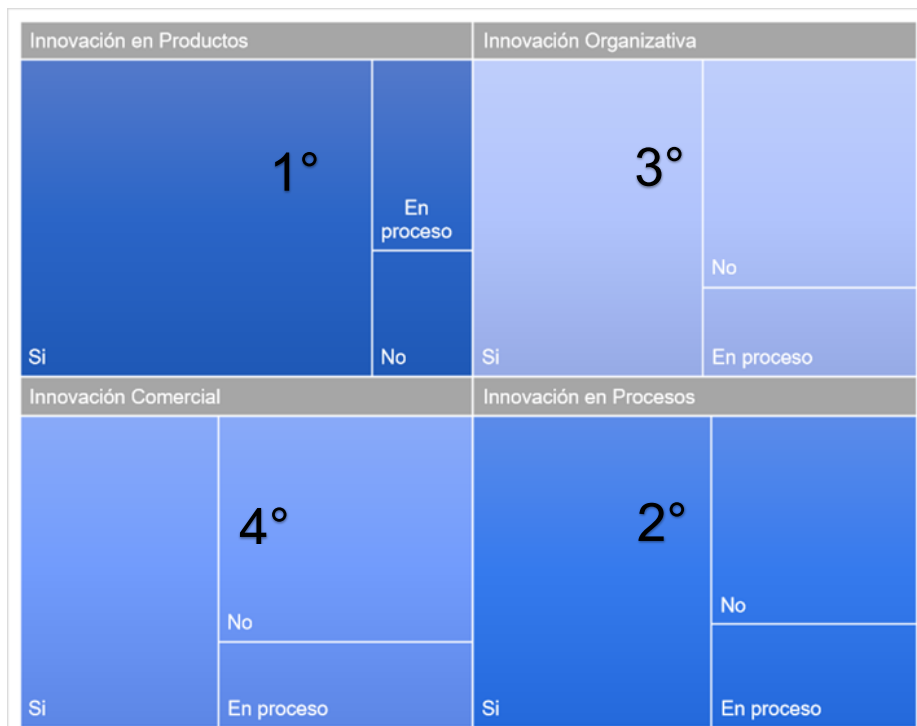 Innovación en Productos
1°
En
proceso
Si
No
Innovación Organizativa
3°
No
Si
En proceso
Innovación Comercial
4°
No
Si
En proceso
Innovación en Procesos
2°
No
Si
En proceso